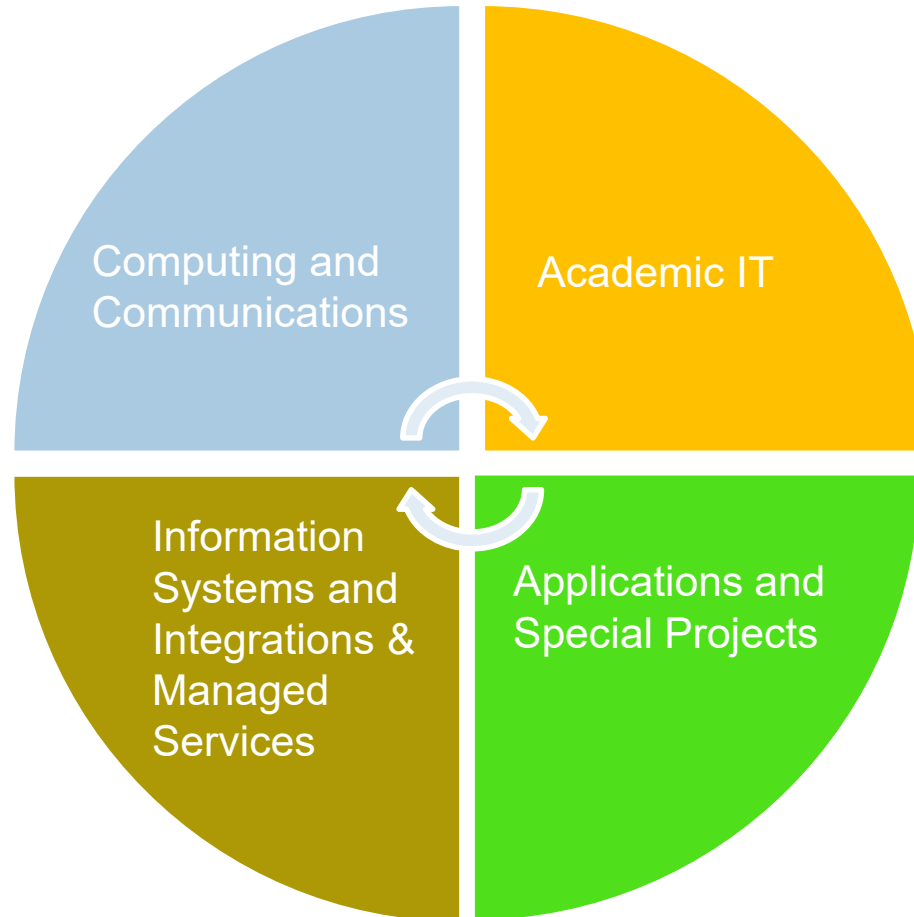 Computing and
Communications
Academic IT
Information
Systems and
Integrations &
Managed
Services
Applications and
Special Projects